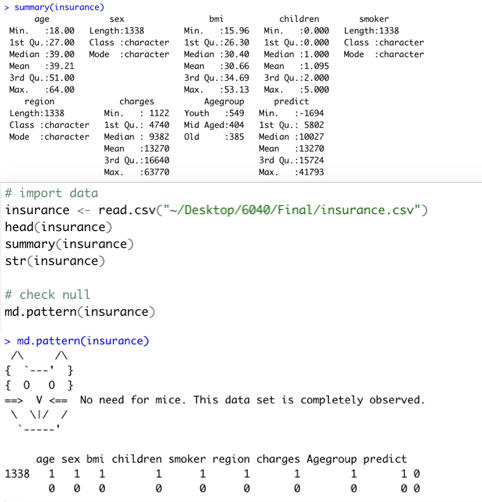 > summary(insurance)
      age            sex                 bmi           children        smoker
 Min.   :18.00   Length:1338        Min.   :15.96   Min.   :0.000   Length:1338
 1st Qu.:27.00   Class :character   1st Qu.:26.30   1st Qu.:0.000   Class :character
 Median :39.00   Mode  :character   Median :30.40   Median :1.000   Mode  :character
 Mean   :39.21                      Mean   :30.66   Mean   :1.095
 3rd Qu.:51.00                      3rd Qu.:34.69   3rd Qu.:2.000
 Max.   :64.00                      Max.   :53.13   Max.   :5.000
    region             charges         Agegroup      predict
 Length:1338        Min.   : 1122   Youth   :549   Min.   :-1694
 Class :character   1st Qu.: 4740   Mid Aged:404   1st Qu.: 5802
 Mode  :character   Median : 9382   Old     :385   Median :10027
                    Mean   :13270                  Mean   :13270
                    3rd Qu.:16640                  3rd Qu.:15724
                    Max.   :63770                  Max.   :41793
# import data
insurance <- read.csv("~/Desktop/6040/Final/insurance.csv")
head(insurance)
summary(insurance)
str(insurance)

# check null
md.pattern(insurance)
> md.pattern(insurance)
 /\     /\
{  `---'  }
{  O   O  }
==>  V <==  No need for mice. This data set is completely observed.
 \  \|/  /
  `-----'

     age sex bmi children smoker region charges Agegroup predict
1338   1   1   1        1      1      1       1        1       1 0
       0   0   0        0      0      0       0        0       0 0